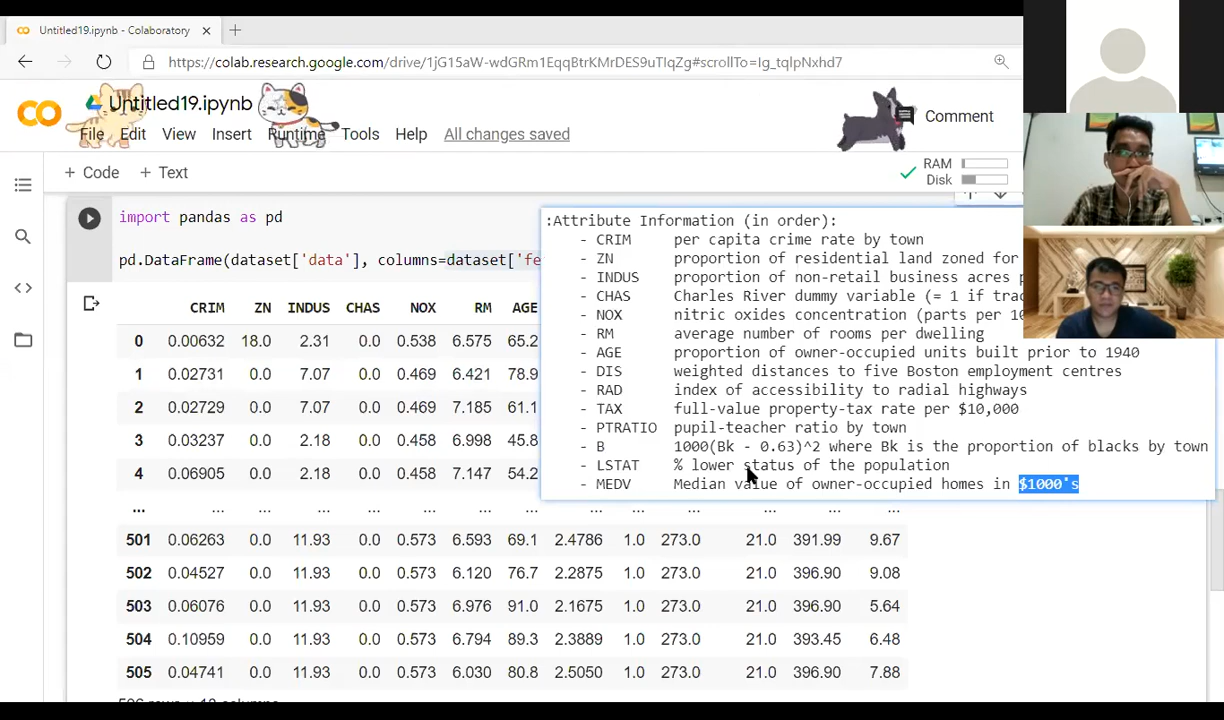 Untitled19.ipynb - Colaboratory
https://colab.research.google.com/drive/1jG15aW-wdGRm1EqqBtrKMrDES9uTlqZg#scrollTo=Ig_tqlpNxhd7
Untitled19.ipynb
File Edit View Insert Runtime Tools Help All changes saved
Comment
+ Code + Text
RAM
Disk
import pandas as pd
pd.DataFrame(dataset['data'], columns=dataset['fe
:Attribute Information (in order):
- CRIM per capita crime rate by town
- ZN proportion of residential land zoned for
- INDUS proportion of non-retail business acres p
- CHAS Charles River dummy variable (= 1 if trac
- NOX nitric oxides concentration (parts per 10
- RM average number of rooms per dwelling
- AGE proportion of owner-occupied units built prior to 1940
- DIS weighted distances to five Boston employment centres
- RAD index of accessibility to radial highways
- TAX full-value property-tax rate per $10,000
- PTRATIO pupil-teacher ratio by town
- B 1000(Bk - 0.63)^2 where Bk is the proportion of blacks by town
- LSTAT % lower status of the population
- MEDV Median value of owner-occupied homes in $1000's
CRIM ZN INDUS CHAS NOX RM AGE
0 0.00632 18.0 2.31 0.0 0.538 6.575 65.2
1 0.02731 0.0 7.07 0.0 0.469 6.421 78.9
2 0.02729 0.0 7.07 0.0 0.469 7.185 61.1
3 0.03237 0.0 2.18 0.0 0.458 6.998 45.8
4 0.06905 0.0 2.18 0.0 0.458 7.147 54.2
... ... ... ... ... ... ... ... ... ... ... ... ... ...
501 0.06263 0.0 11.93 0.0 0.573 6.593 69.1 2.4786 1.0 273.0 21.0 391.99 9.67
502 0.04527 0.0 11.93 0.0 0.573 6.120 76.7 2.2875 1.0 273.0 21.0 396.90 9.08
503 0.06076 0.0 11.93 0.0 0.573 6.976 91.0 2.1675 1.0 273.0 21.0 396.90 5.64
504 0.10959 0.0 11.93 0.0 0.573 6.794 89.3 2.3889 1.0 273.0 21.0 393.45 6.48
505 0.04741 0.0 11.93 0.0 0.573 6.030 80.8 2.5050 1.0 273.0 21.0 396.90 7.88